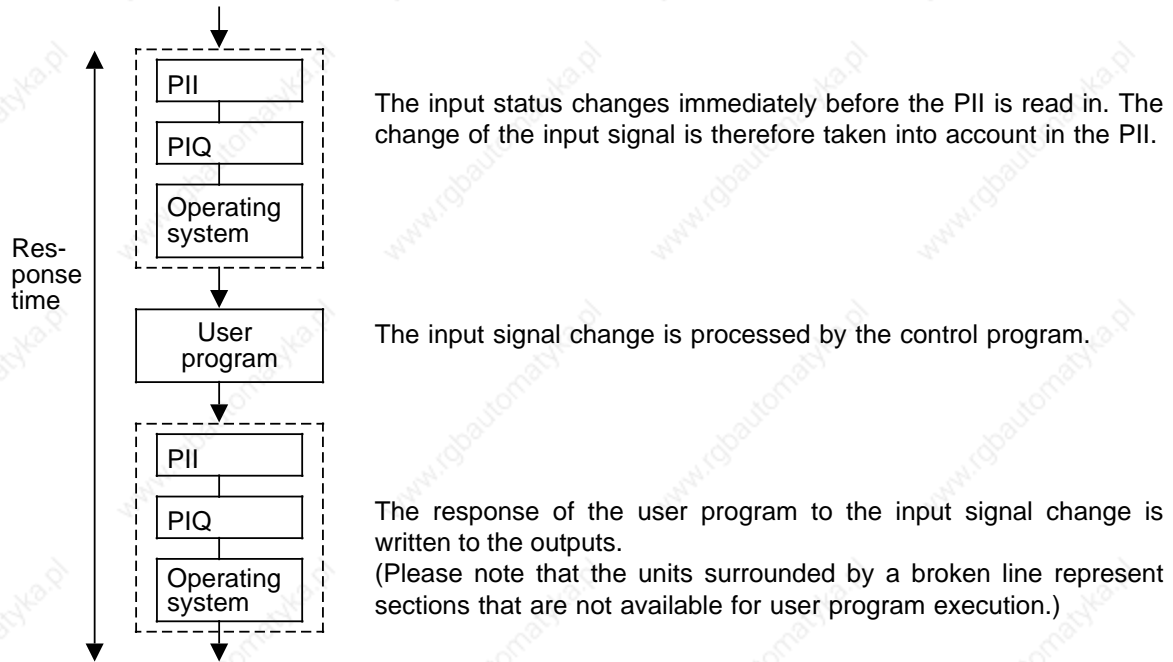 PII
PIQ
Operating
system
The input status changes immediately before the PII is read in. The
change of the input signal is therefore taken into account in the PII.
Res-
ponse
time
User
program
The input signal change is processed by the control program.
PII
PIQ
Operating
system
The response of the user program to the input signal change is
written to the outputs.
(Please note that the units surrounded by a broken line represent
sections that are not available for user program execution.)
www.rgbautomatyka.pl